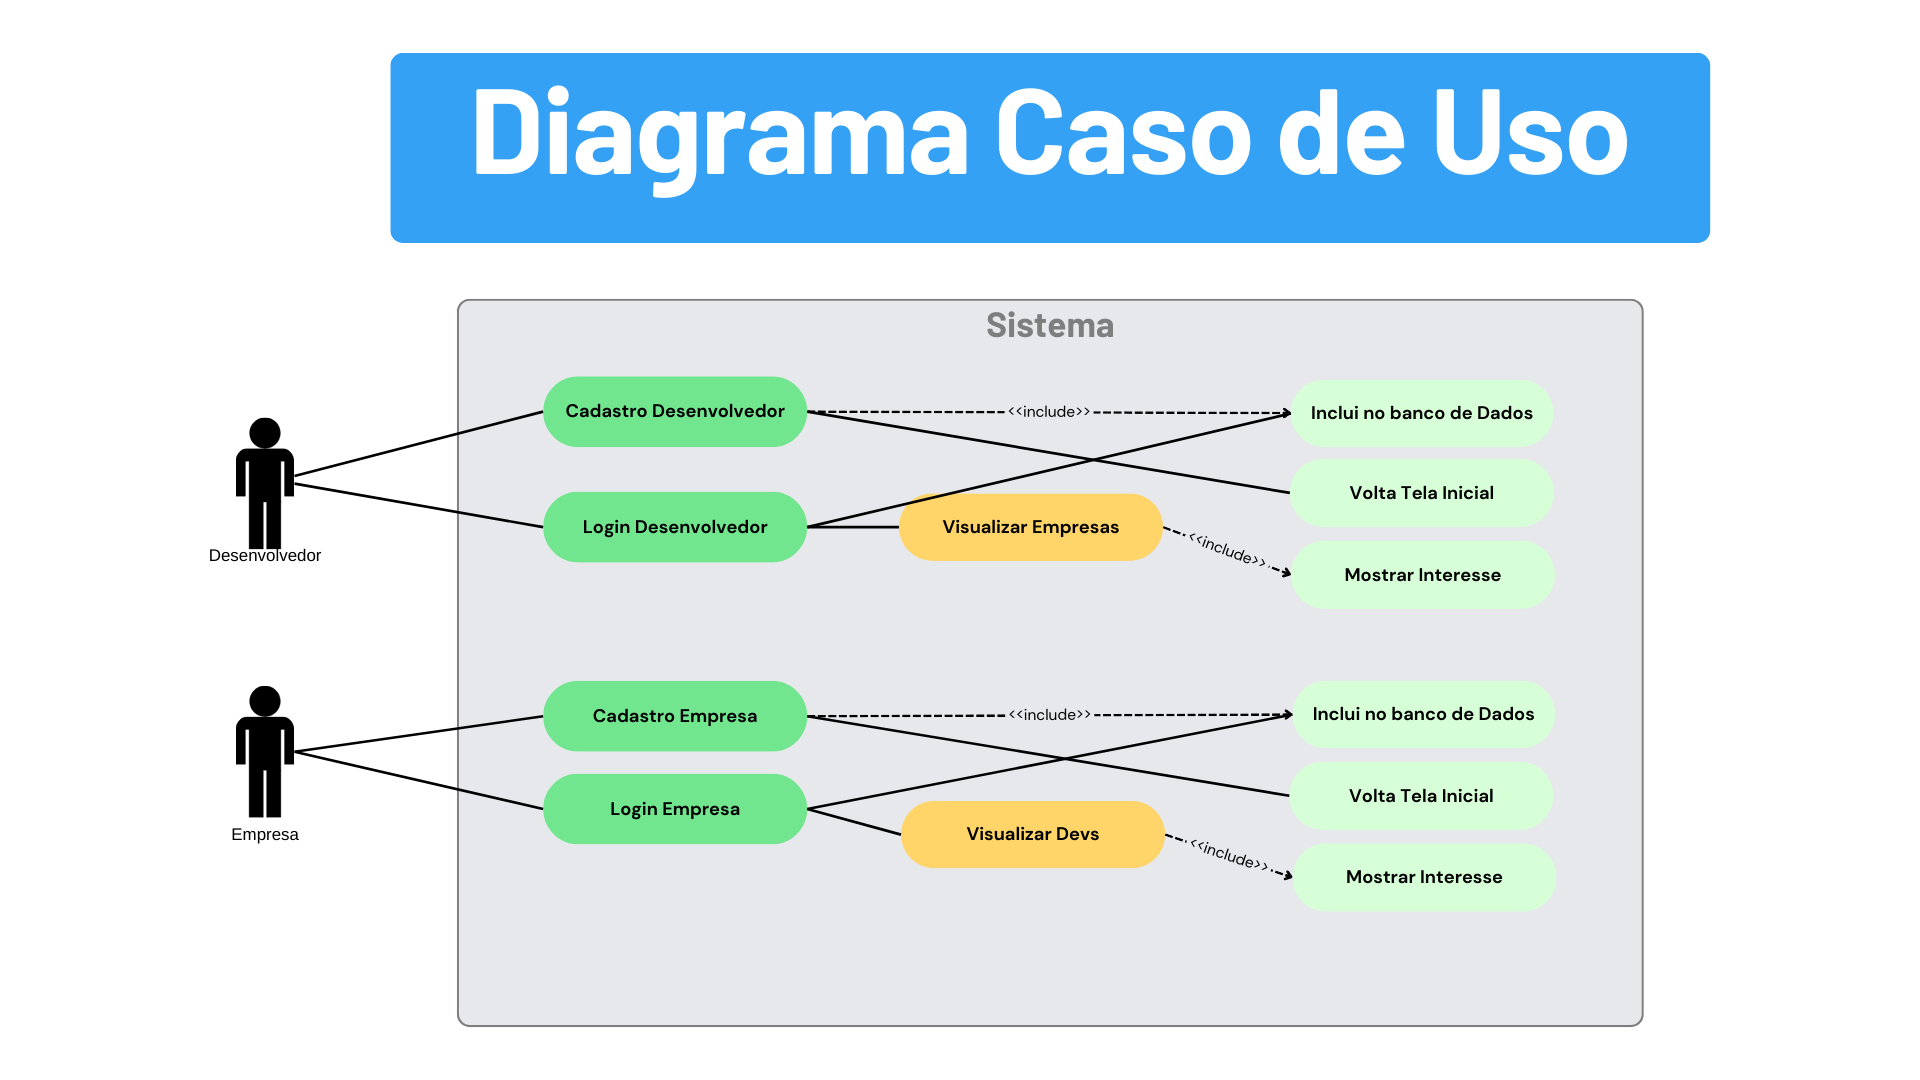 Diagrama Caso de Uso
Sistema
Cadastro Desenvolvedor
<<include>>
Inclui no banco de Dados
Volta Tela Inicial
Login Desenvolvedor
Visualizar Empresas
<<include>>
Mostrar Interesse
Desenvolvedor
Cadastro Empresa
<<include>>
Inclui no banco de Dados
Volta Tela Inicial
Login Empresa
Visualizar Devs
<<include>>
Mostrar Interesse
Empresa